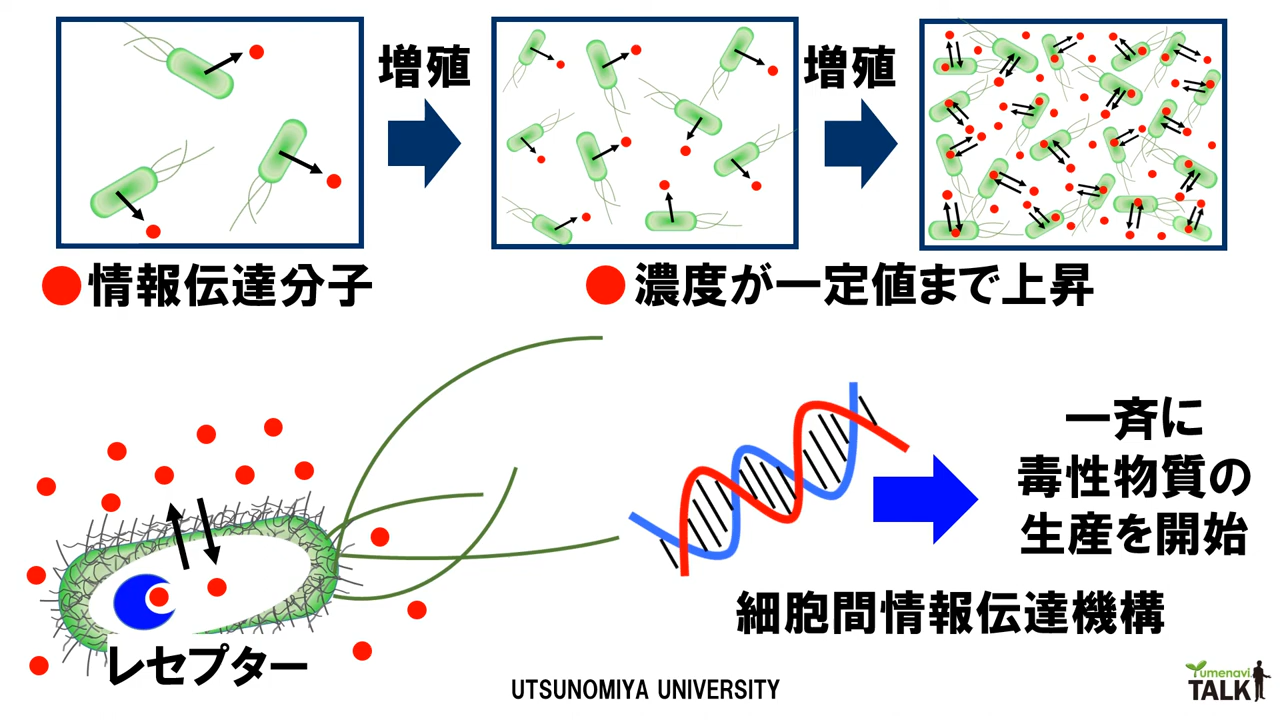 増殖
増殖
情報伝達分子
濃度が一定値まで上昇
一斉に
毒性物質の
生産を開始
細胞間情報伝達機構
レセプター
UTSUNOMIYA UNIVERSITY
Yumenavi
TALK